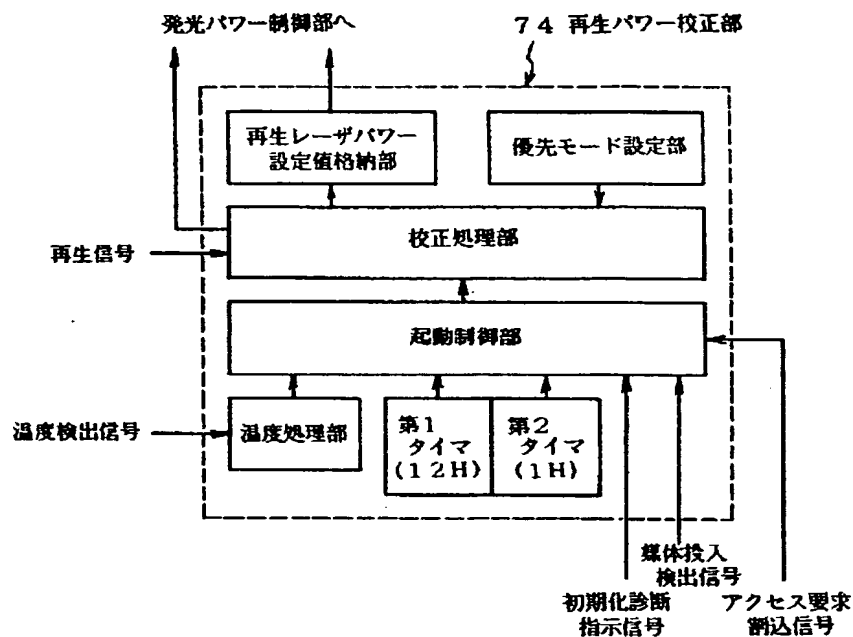 発光パワー制御部へ
74 再生パワー校正部
再生レーザパワー
設定値格納部
優先モード設定部
校正処理部
再生信号
起動制御部
温度検出信号
温度処理部
第1
タイマ
(12H)
第2
タイマ
(1H)
媒体投入
検出信号
初期化診断
指示信号
アクセス要求
割込信号